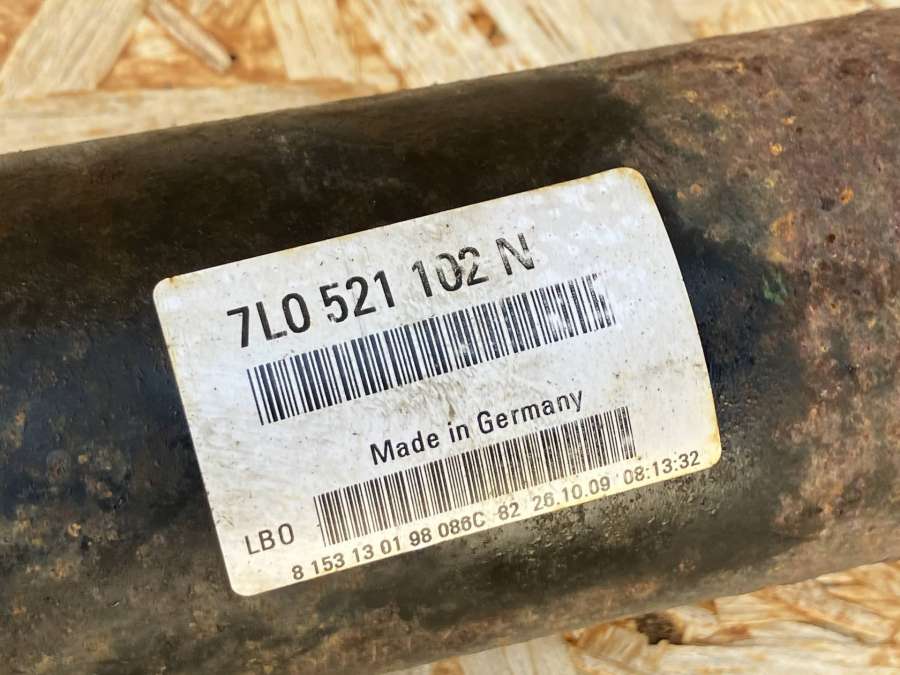 7L0 521 102 N
Made in Germany
LBO
8 153 13 01 98 086C 62 26.10.09 08:13:32